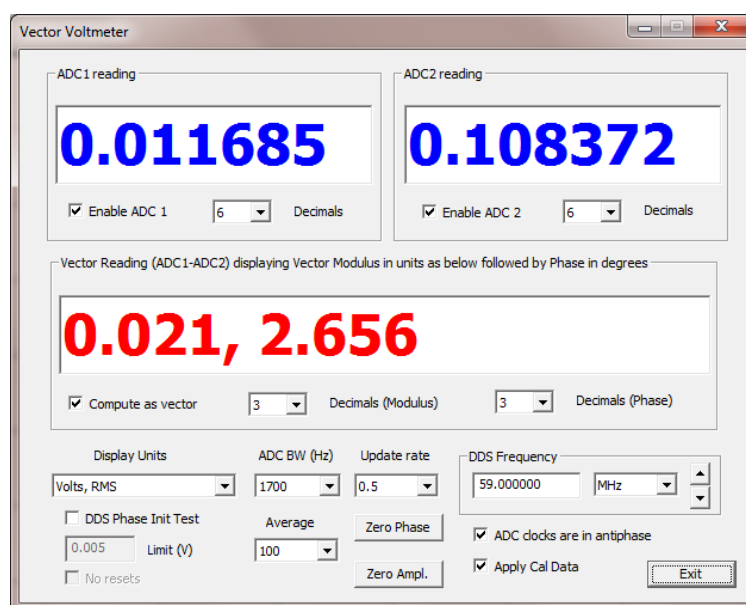 Vector Voltmeter
ADC1 reading
0.011685
Enable ADC 1
6
Decimals
ADC2 reading
0.108372
Enable ADC 2
6
Decimals
Vector Reading (ADC1-ADC2) displaying Vector Modulus in units as below followed by Phase in degrees
0.021, 2.656
Compute as vector
3
Decimals (Modulus)
3
Decimals (Phase)
Display Units
Volts, RMS
ADC BW (Hz)
1700
Update rate
0.5
DDS Frequency
59.000000
MHz
DDS Phase Init Test
0.005
Limit (V)
No resets
Average
100
Zero Phase
Zero Ampl.
ADC clocks are in antiphase
Apply Cal Data
Exit